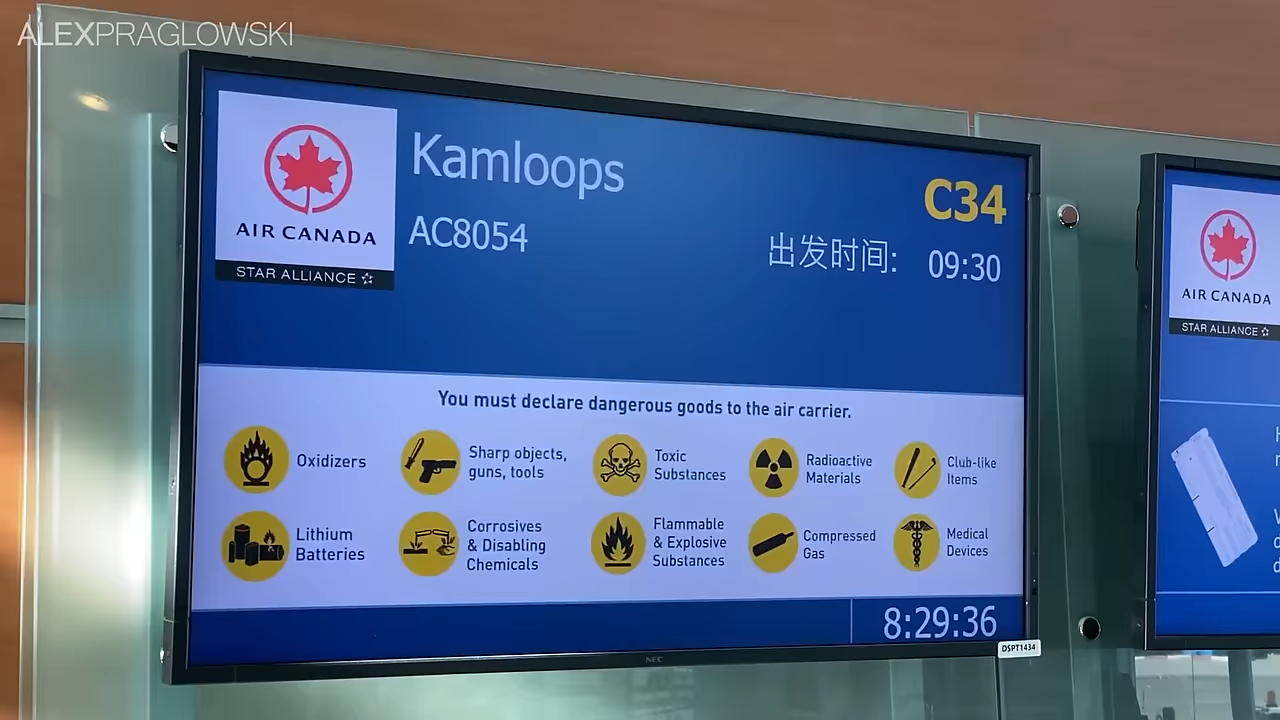 ALEXPRAGLOWSKI
AIR CANADA
STAR ALLIANCE
Kamloops
AC8054
C34
出发时间: 09:30
You must declare dangerous goods to the air carrier.
Oxidizers
Sharp objects,
guns, tools
Toxic
Substances
Radioactive
Materials
Club-like
Items
Lithium
Batteries
Corrosives
& Disabling
Chemicals
Flammable
& Explosive
Substances
Compressed
Gas
Medical
Devices
8:29:36
NEC
DSPT1434
AIR CANADA
STAR ALLIANCE